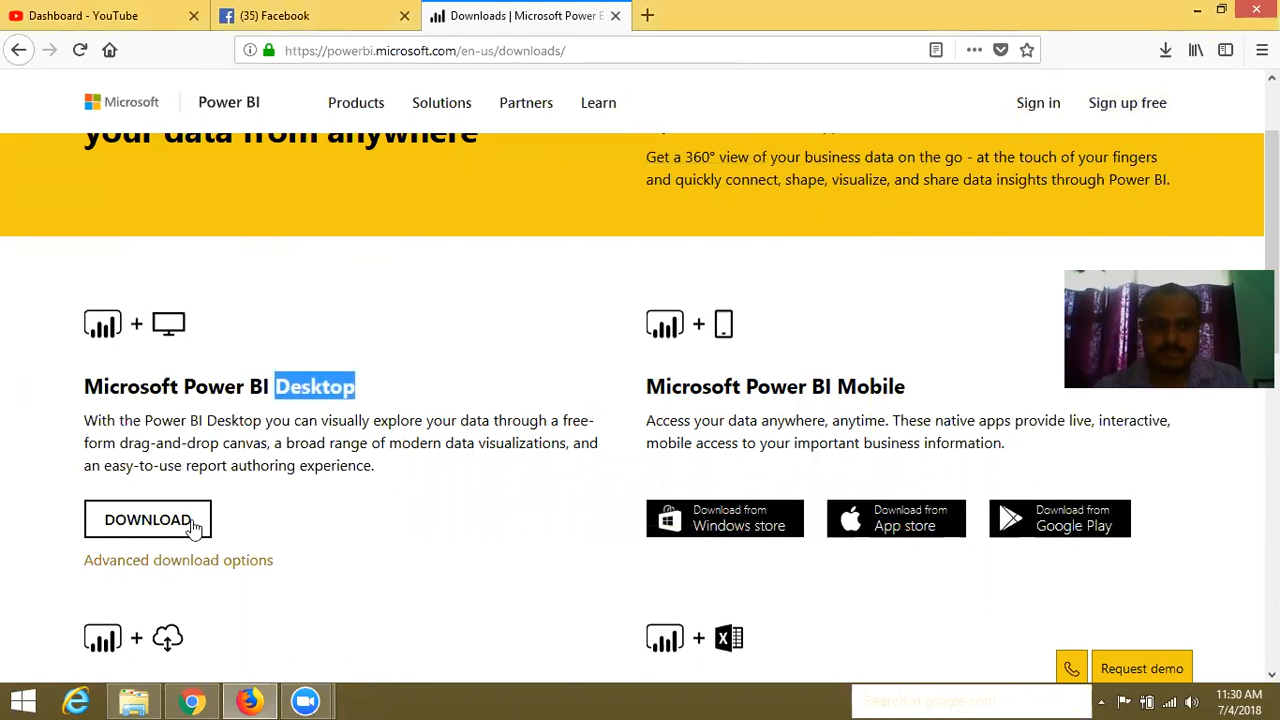 Dashboard - YouTube
(35) Facebook
Downloads | Microsoft Power E
https://powerbi.microsoft.com/en-us/downloads/
Microsoft
Power BI
Products
Solutions
Partners
Learn
Sign in
Sign up free
your data from anywhere
Get a 360° view of your business data on the go - at the touch of your fingers
and quickly connect, shape, visualize, and share data insights through Power BI.
Microsoft Power BI Desktop
With the Power BI Desktop you can visually explore your data through a free-
form drag-and-drop canvas, a broad range of modern data visualizations, and
an easy-to-use report authoring experience.
DOWNLOAD
Advanced download options
Microsoft Power BI Mobile
Access your data anywhere, anytime. These native apps provide live, interactive,
mobile access to your important business information.
Download from
Windows store
Download from
App store
Download from
Google Play
Request demo
Search in google.com
11:30 AM
7/4/2018